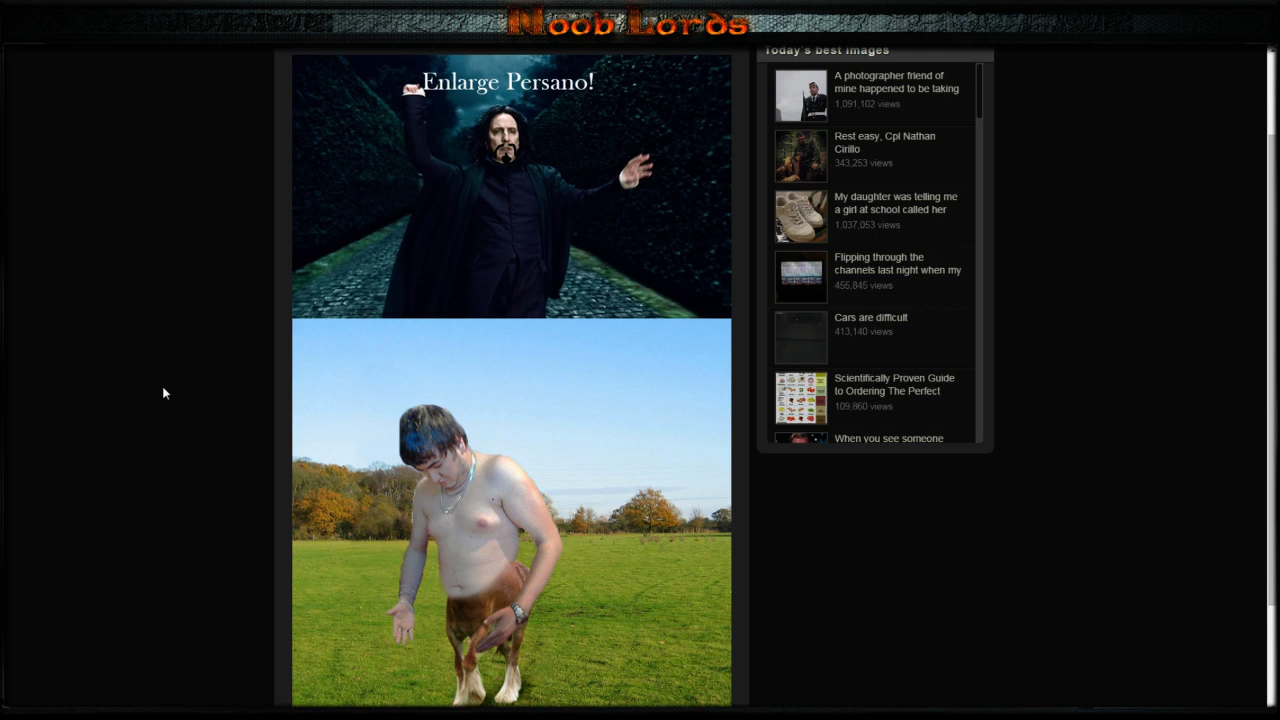 Noob Lords
Enlarge Persano!
Today's best images
A photographer friend of
mine happened to be taking
1,091,102 views
Rest easy, Cpl Nathan
Cirillo
343,253 views
My daughter was telling me
a girl at school called her
1,037,053 views
Flipping through the
channels last night when my
455,845 views
Cars are difficult
413,140 views
Scientifically Proven Guide
to Ordering The Perfect
109,860 views
When you see someone